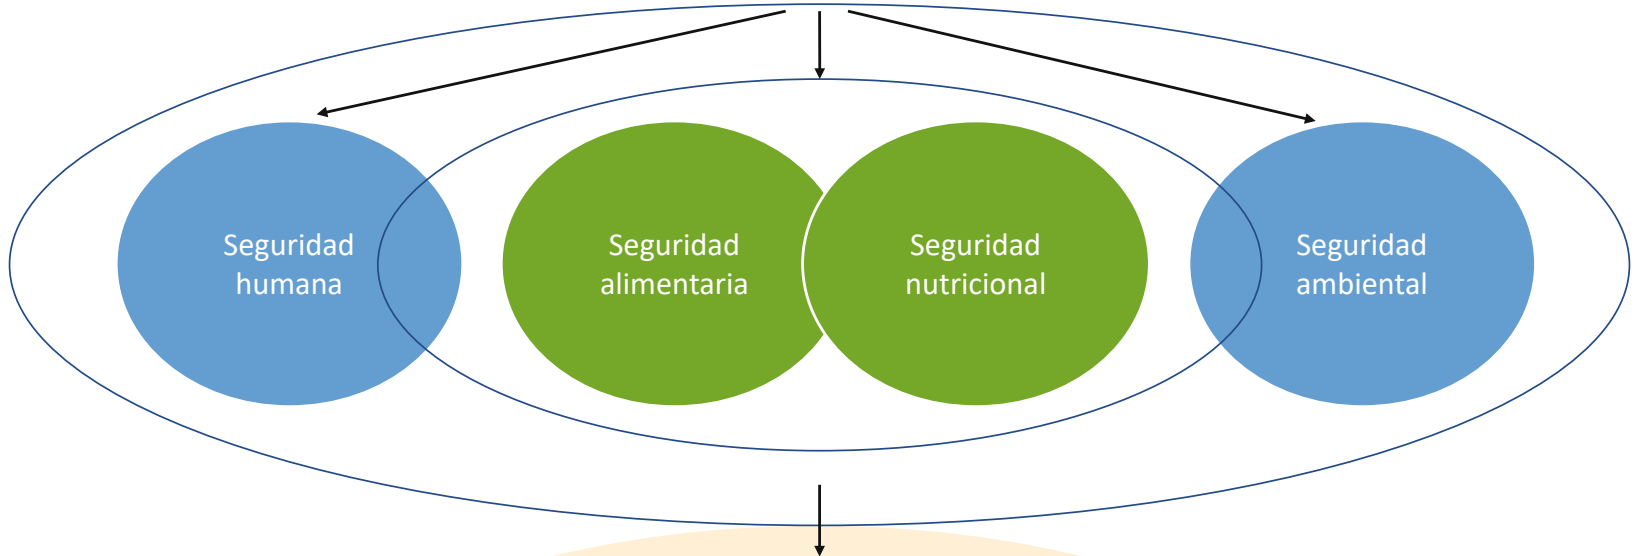 Seguridad
humana
Seguridad
alimentaria
Seguridad
nutricional
Seguridad
ambiental